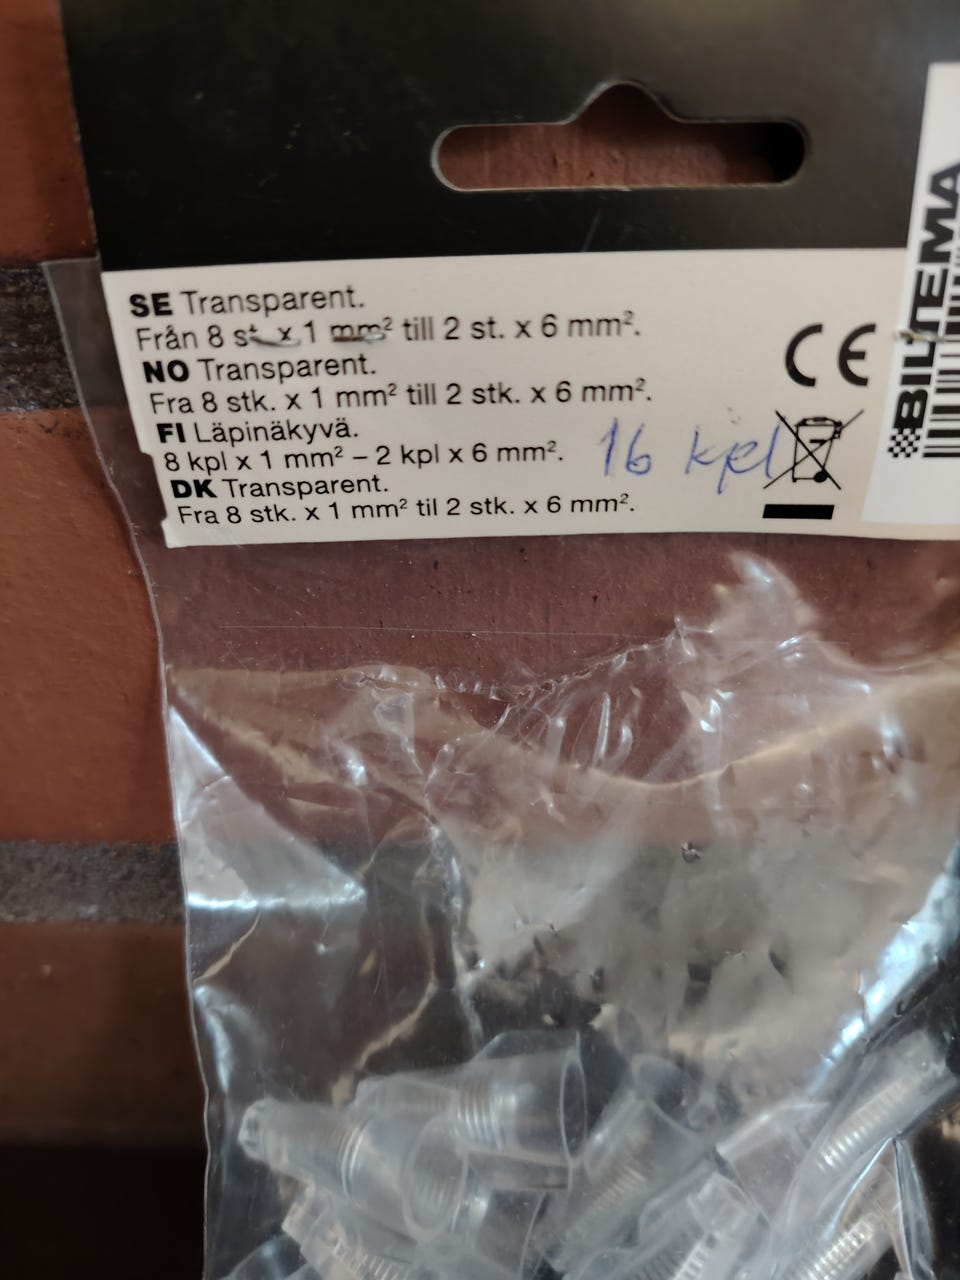 SE Transparent.
Från 8 st. x 1 mm² till 2 st. x 6 mm².
NO Transparent.
Fra 8 stk. x 1 mm² till 2 stk. x 6 mm².
FI Läpinäkyvä.
8 kpl x 1 mm² – 2 kpl x 6 mm².
DK Transparent.
Fra 8 stk. x 1 mm² til 2 stk. x 6 mm².
16 kpl
CE
BILTEMA